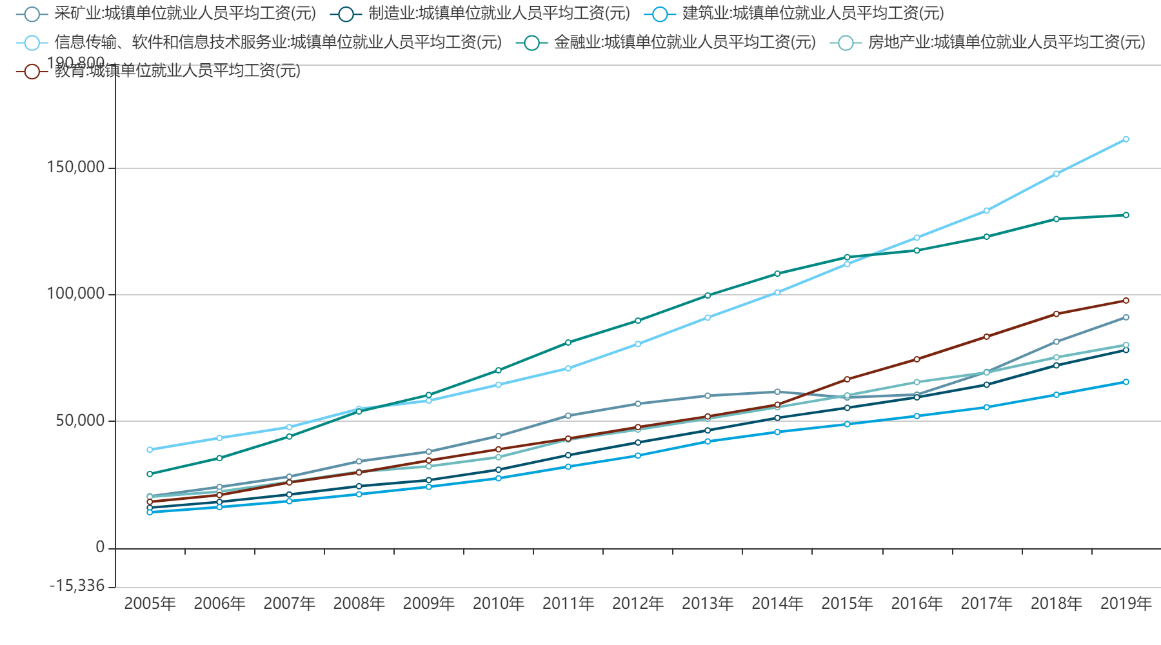 采矿业:城镇单位就业人员平均工资(元) 制造业:城镇单位就业人员平均工资(元) 建筑业:城镇单位就业人员平均工资(元)
信息传输、软件和信息技术服务业:城镇单位就业人员平均工资(元) 金融业:城镇单位就业人员平均工资(元) 房地产业:城镇单位就业人员平均工资(元)
教育:城镇单位就业人员平均工资(元)
190,800
150,000
100,000
50,000
0
-15,336
2005年 2006年 2007年 2008年 2009年 2010年 2011年 2012年 2013年 2014年 2015年 2016年 2017年 2018年 2019年